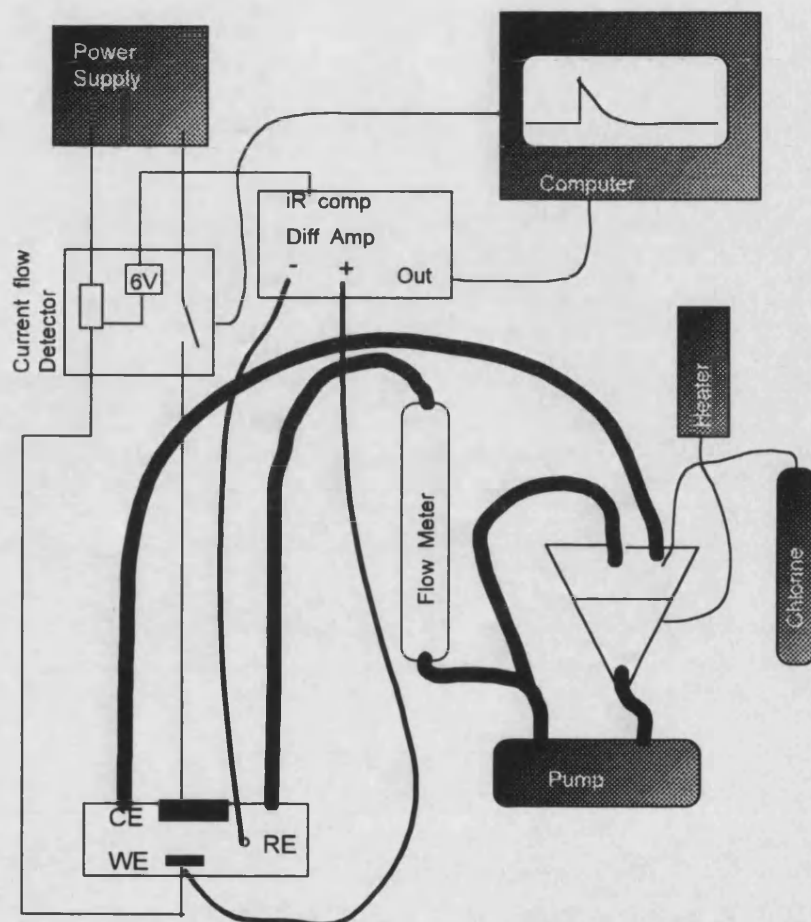 Power
Supply
Computer
iR comp
Diff Amp
- +
Out
6V
Current flow
Detector
Heater
Flow Meter
Chlorine
Pump
CE
RE
WE